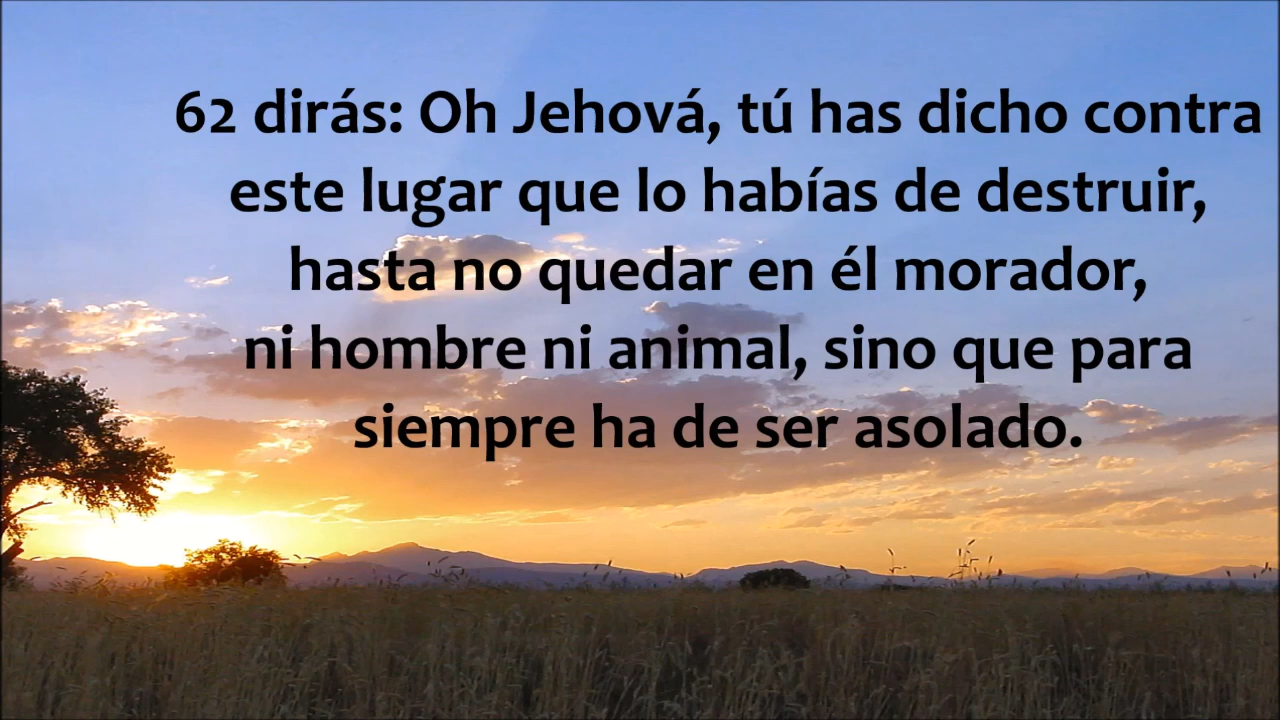 62 dirás: Oh Jehová, tú has dicho contra
este lugar que lo habías de destruir,
hasta no quedar en él morador,
ni hombre ni animal, sino que para
siempre ha de ser asolado.